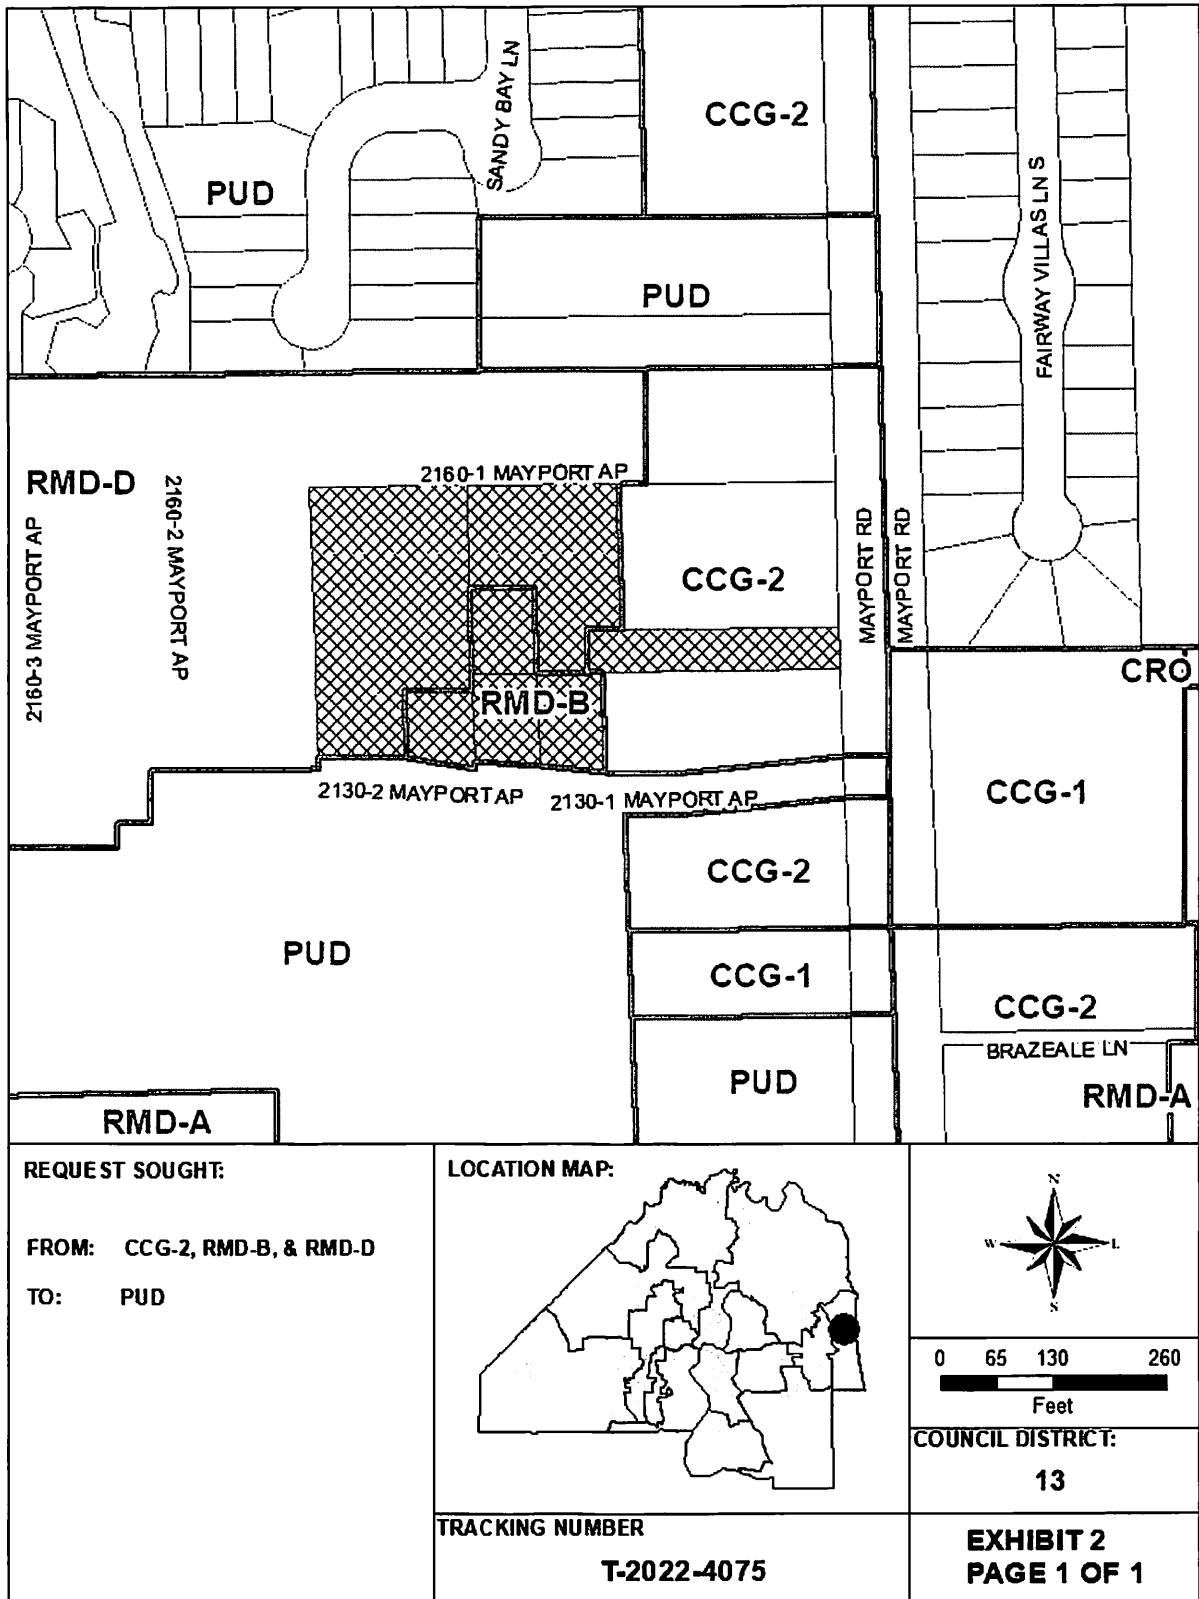 CCG-2
SANDY BAY LN
PUD
FAIRWAY VILLAS LN S
PUD
RMD-D
2160-1 MAYPORT AP
2160-2 MAYPORT AP
2160-3 MAYPORT AP
CCG-2
MAYPORT RD
MAYPORT RD
CRO
RMD-B
2130-2 MAYPORT AP
2130-1 MAYPORT AP
CCG-1
CCG-2
PUD
CCG-1
CCG-2
BRAZEALE LN
PUD
RMD-A
RMD-A
REQUEST SOUGHT:
FROM: CCG-2, RMD-B, & RMD-D
TO: PUD
LOCATION MAP:
N
W
S
0 65 130 260
Feet
COUNCIL DISTRICT:
13
TRACKING NUMBER
T-2022-4075
EXHIBIT 2
PAGE 1 OF 1